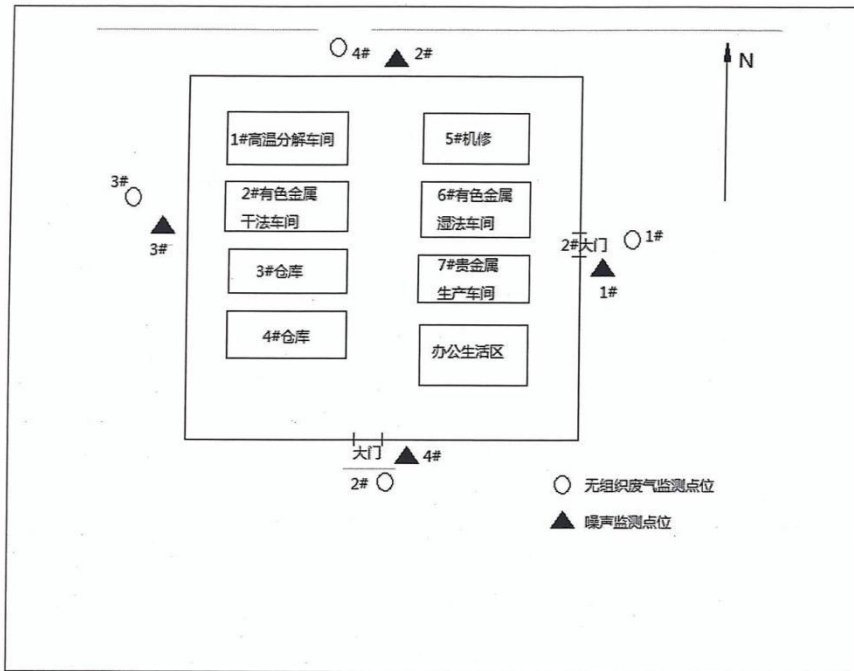 4#
2#
N
1#高温分解车间
5#机修
3#
2#有色金属
干法车间
6#有色金属
湿法车间
3#
2#大门
1#
1#
3#仓库
7#贵金属
生产车间
4#仓库
办公生活区
大门
4#
2#
无组织废气监测点位
噪声监测点位